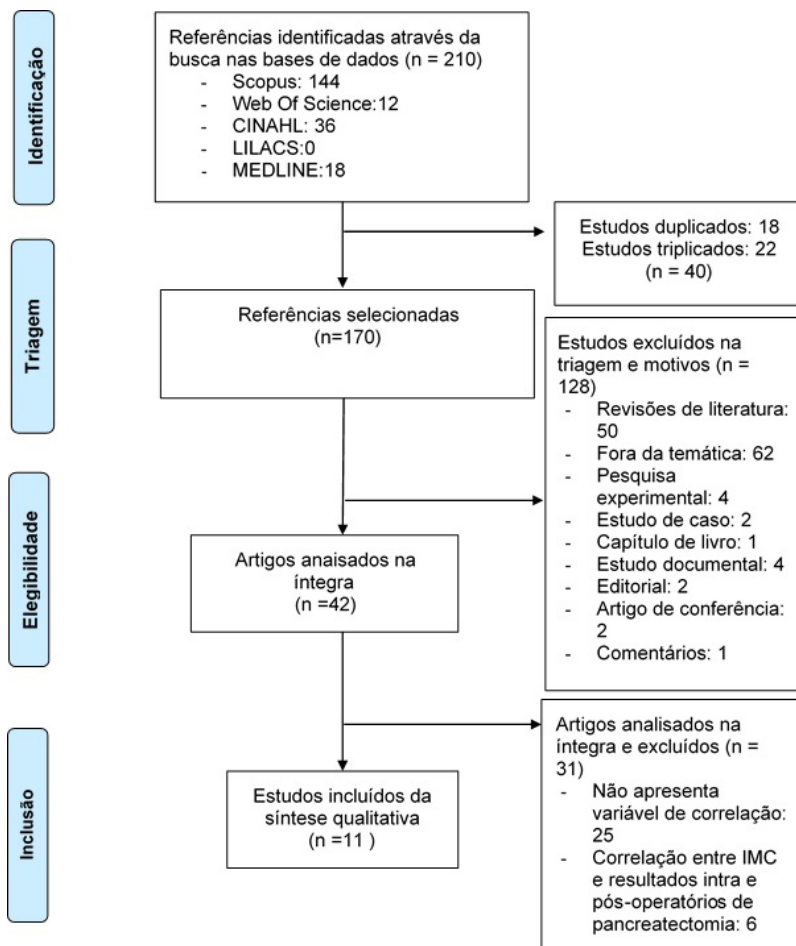 Identificação
Referências identificadas através da
busca nas bases de dados (n = 210)
- Scopus: 144
- Web Of Science:12
- CINAHL: 36
- LILACS:0
- MEDLINE:18
Estudos duplicados: 18
Estudos triplicados: 22
(n = 40)
Triagem
Referências selecionadas
(n=170)
Estudos excluídos na
triagem e motivos (n =
128)
- Revisões de literatura:
50
- Fora da temática: 62
- Pesquisa
experimental: 4
- Estudo de caso: 2
- Capítulo de livro: 1
- Estudo documental: 4
- Editorial: 2
- Artigo de conferência:
2
- Comentários: 1
Elegibilidade
Artigos anaisados na
íntegra
(n =42)
Artigos analisados na
íntegra e excluídos (n =
31)
- Não apresenta
variável de correlação:
25
- Correlação entre IMC
e resultados intra e
pós-operatórios de
pancreatectomia: 6
Inclusão
Estudos incluídos da
síntese qualitativa
(n =11 )